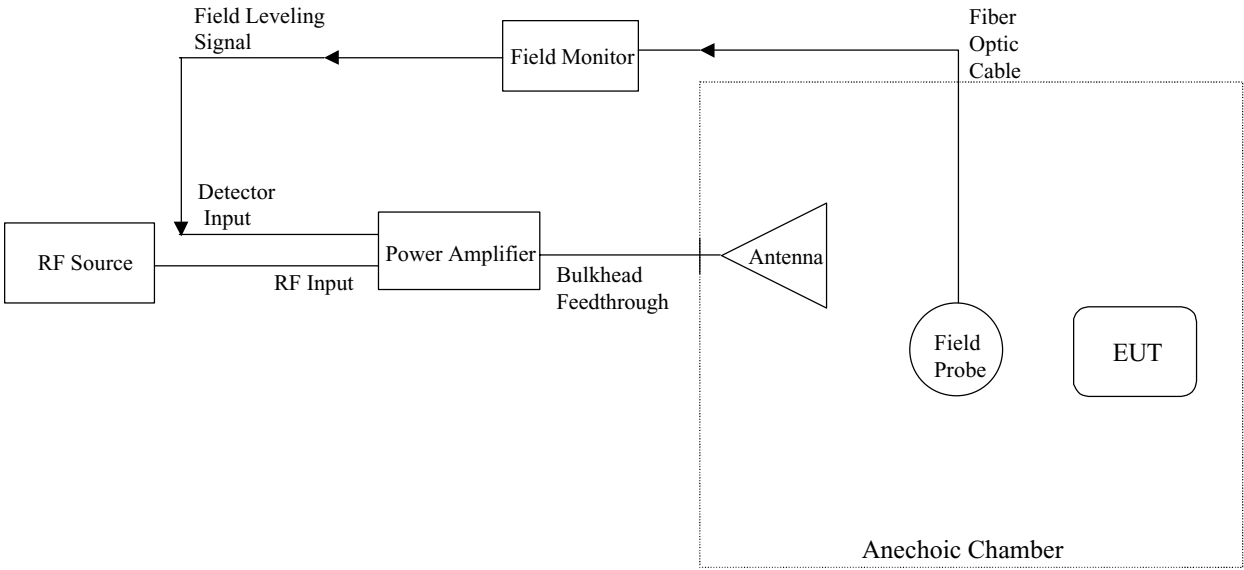 Field Leveling
Signal
Field Monitor
Fiber
Optic
Cable
Detector
Input
RF Source
RF Input
Power Amplifier
Bulkhead
Feedthrough
Antenna
Field
Probe
EUT
Anechoic Chamber